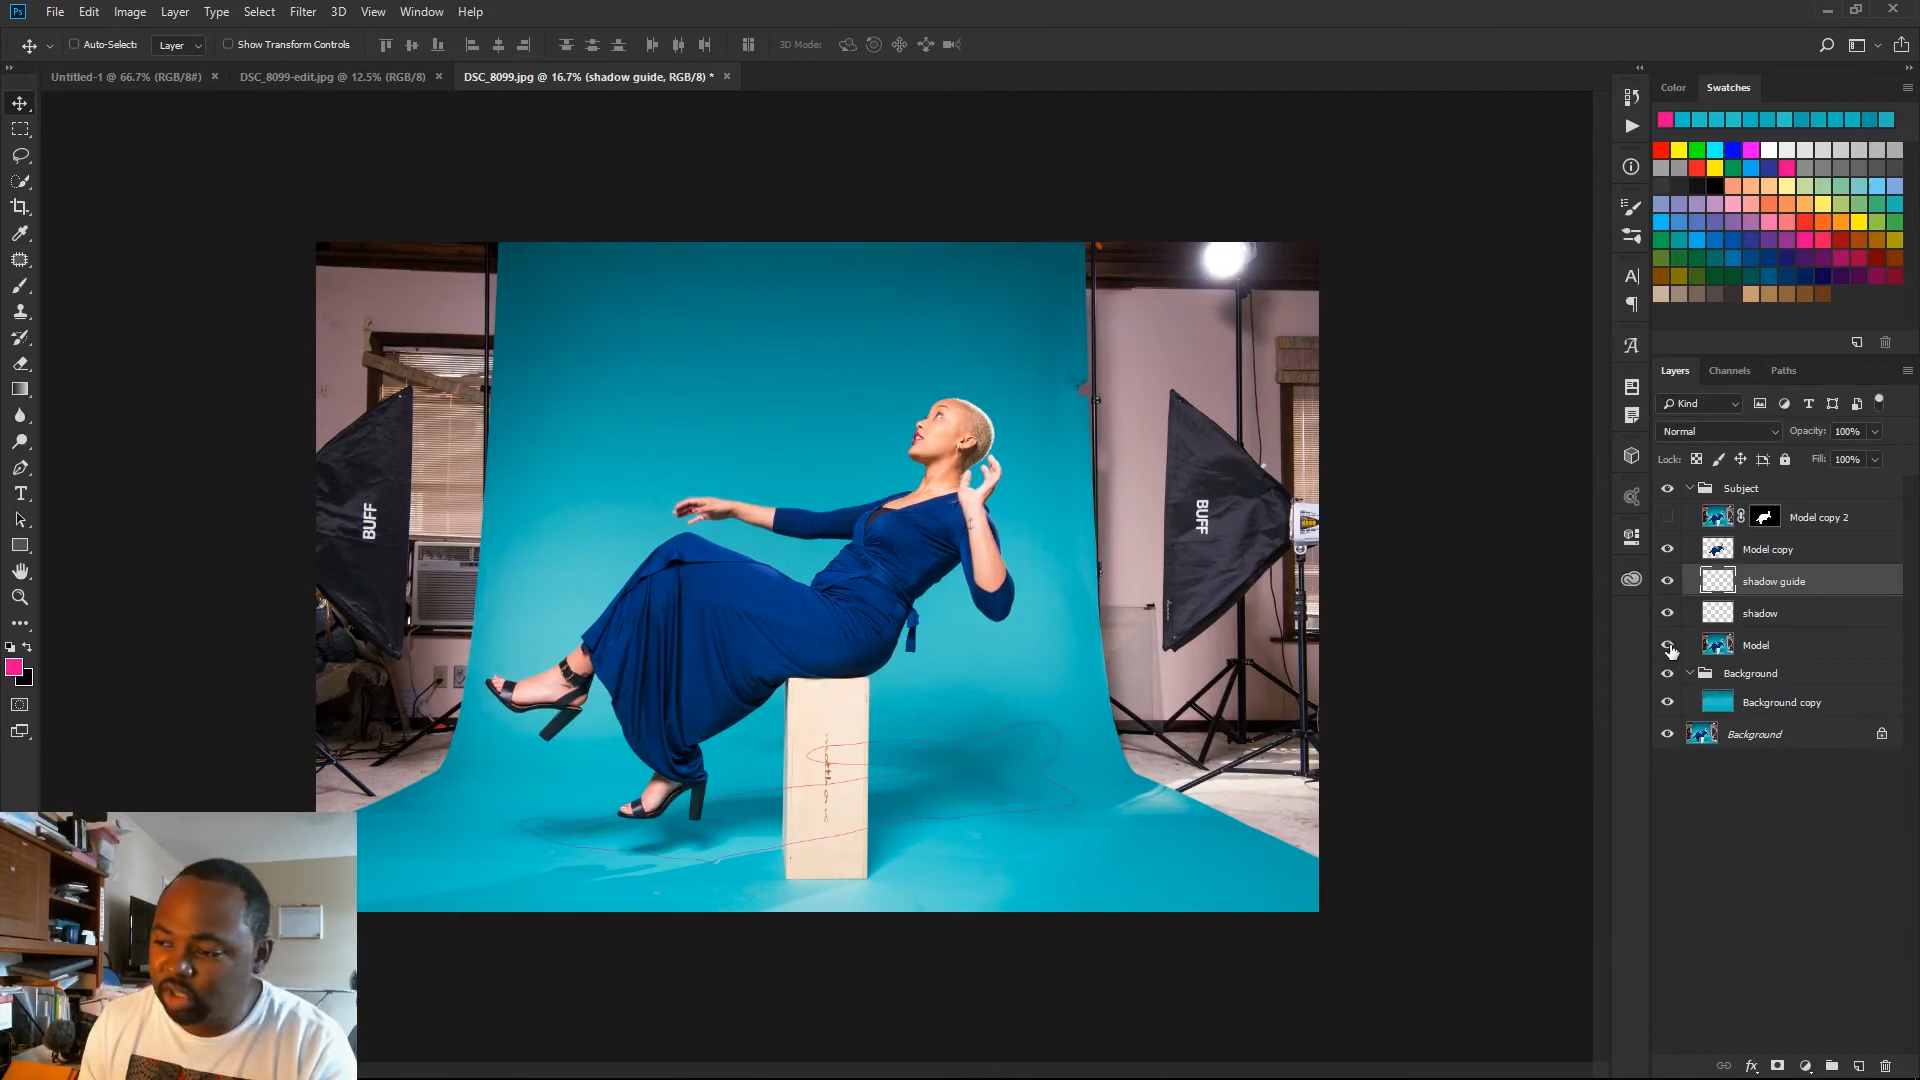 Ps File Edit Image Layer Type Select Filter 3D View Window Help
Auto-Select: Layer Show Transform Controls 3D Mode:
Untitled-1 @ 66.7% (RGB/8#) × DSC_8099-edit.jpg @ 12.5% (RGB/8) × DSC_8099.jpg @ 16.7% (shadow guide, RGB/8) * ×
Color Swatches
Layers Channels Paths
Kind
Normal Opacity: 100%
Lock: Fill: 100%
Subject
Model copy 2
Model copy
shadow guide
shadow
Model
Background
Background copy
Background
BUFF
BUFF